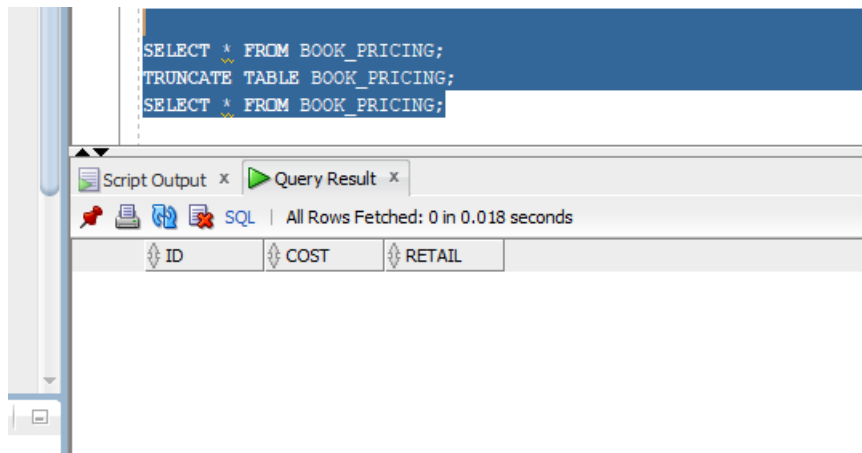 SELECT * FROM BOOK_PRICING;
TRUNCATE TABLE BOOK_PRICING;
SELECT * FROM BOOK_PRICING;
Script Output x Query Result x
SQL | All Rows Fetched: 0 in 0.018 seconds
ID COST RETAIL